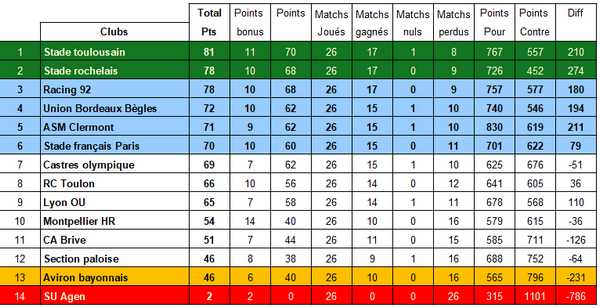 Clubs Total Pts Points bonus Points Matchs Joués Matchs gagnés Matchs nuls Matchs perdus Points Pour Points Contre Diff
1 Stade toulousain 81 11 70 26 17 1 8 767 557 210
2 Stade rochelais 78 10 68 26 17 0 9 726 452 274
3 Racing 92 78 10 68 26 17 0 9 757 577 180
4 Union Bordeaux Bègles 72 10 62 26 15 1 10 740 546 194
5 ASM Clermont 71 9 62 26 15 1 10 830 619 211
6 Stade français Paris 70 10 60 26 15 0 11 701 622 79
7 Castres olympique 69 7 62 26 15 1 10 625 676 -51
8 RC Toulon 66 10 56 26 14 0 12 641 605 36
9 Lyon OU 65 7 58 26 14 1 11 678 568 110
10 Montpellier HR 54 14 40 26 10 0 16 579 615 -36
11 CA Brive 51 7 44 26 11 0 15 585 711 -126
12 Section paloise 46 8 38 26 9 1 16 688 752 -64
13 Aviron bayonnais 46 6 40 26 10 0 16 565 796 -231
14 SU Agen 2 2 0 26 0 0 26 315 1101 -786